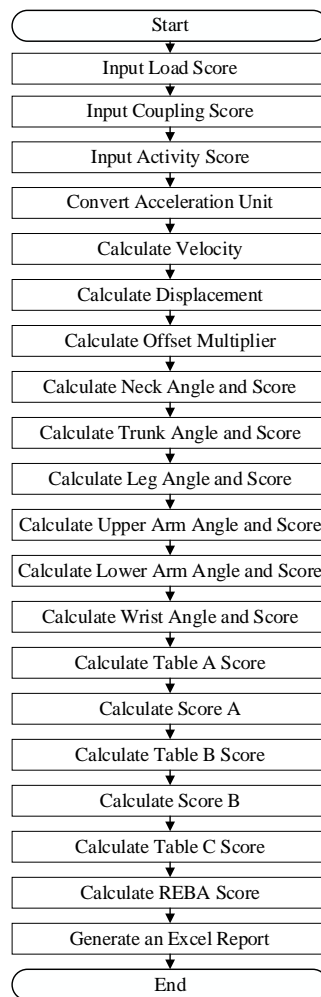 Start
Input Load Score
Input Coupling Score
Input Activity Score
Convert Acceleration Unit
Calculate Velocity
Calculate Displacement
Calculate Offset Multiplier
Calculate Neck Angle and Score
Calculate Trunk Angle and Score
Calculate Leg Angle and Score
Calculate Upper Arm Angle and Score
Calculate Lower Arm Angle and Score
Calculate Wrist Angle and Score
Calculate Table A Score
Calculate Score A
Calculate Table B Score
Calculate Score B
Calculate Table C Score
Calculate REBA Score
Generate an Excel Report
End